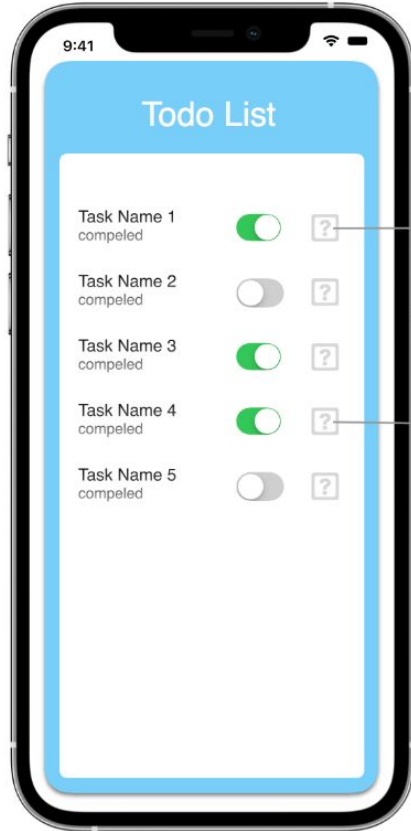 9:41
Todo List
Task Name 1
compeled
?
Task Name 2
compeled
?
Task Name 3
compeled
?
Task Name 4
compeled
?
Task Name 5
compeled
?